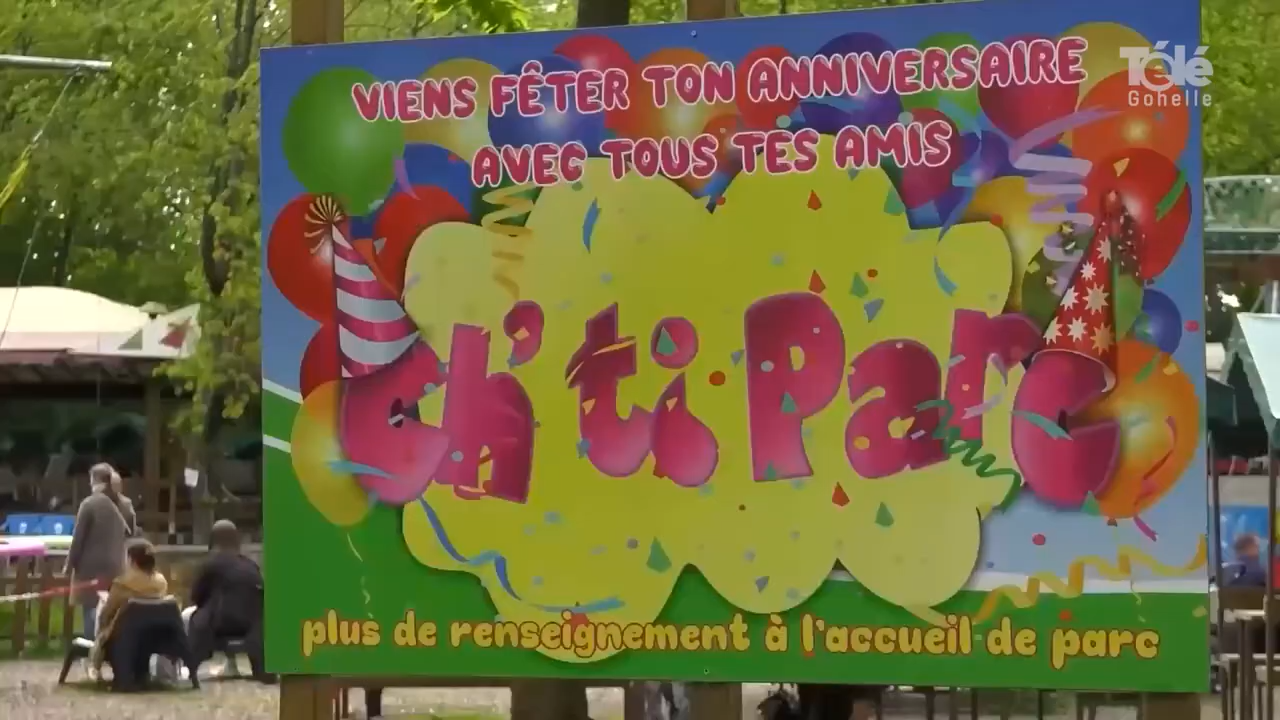 Télé
Gohelle
VIENS FÊTER TON ANNIVERSAIRE
AVEC TOUS TES AMIS
Ch'ti Parc
plus de renseignement à l'accueil de parc